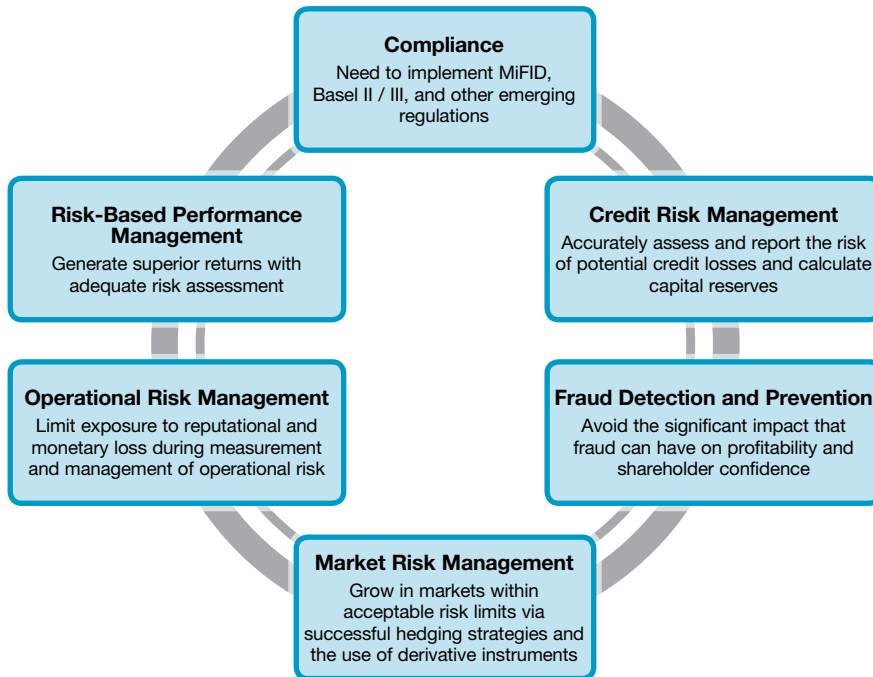 Compliance
Need to implement MiFID,
Basel II / III, and other emerging
regulations
Risk-Based Performance
Management
Generate superior returns with
adequate risk assessment
Credit Risk Management
Accurately assess and report the risk
of potential credit losses and calculate
capital reserves
Operational Risk Management
Limit exposure to reputational and
monetary loss during measurement
and management of operational risk
Fraud Detection and Prevention
Avoid the significant impact that
fraud can have on profitability and
shareholder confidence
Market Risk Management
Grow in markets within
acceptable risk limits via
successful hedging strategies and
the use of derivative instruments